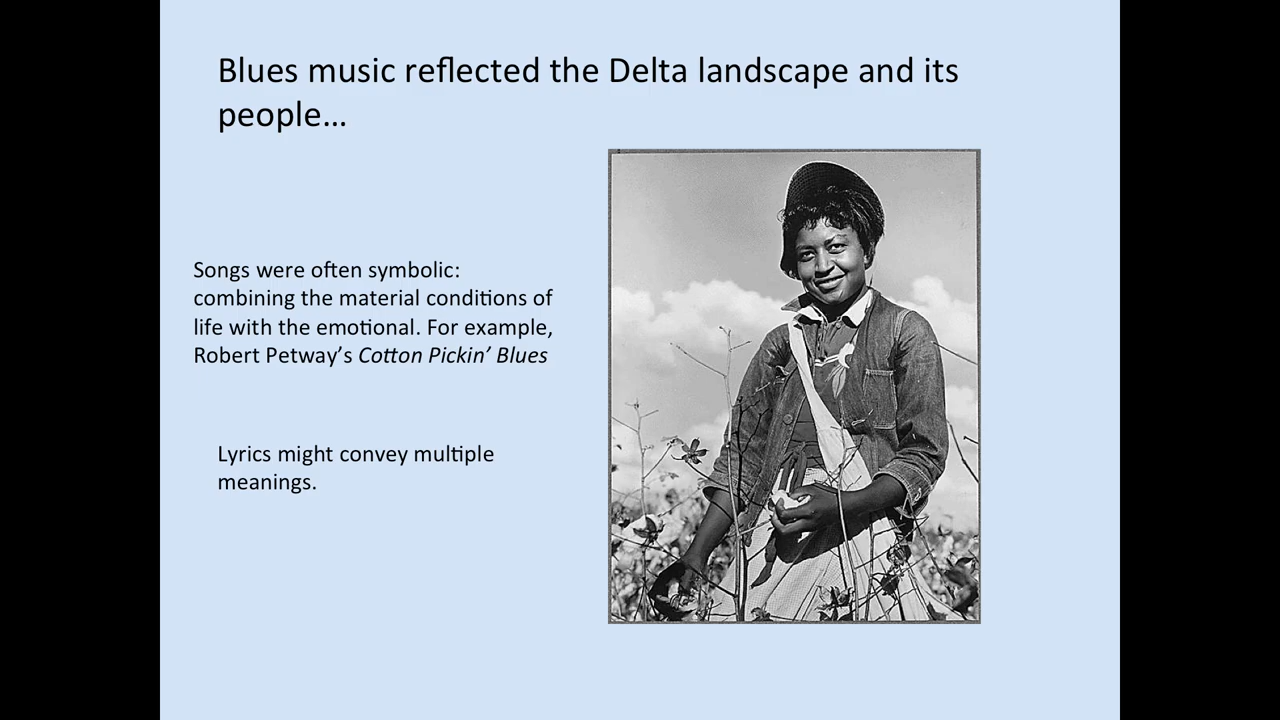 Blues music reflected the Delta landscape and its
people…
Songs were often symbolic:
combining the material conditions of
life with the emotional. For example,
Robert Petway’s Cotton Pickin’ Blues
Lyrics might convey multiple
meanings.